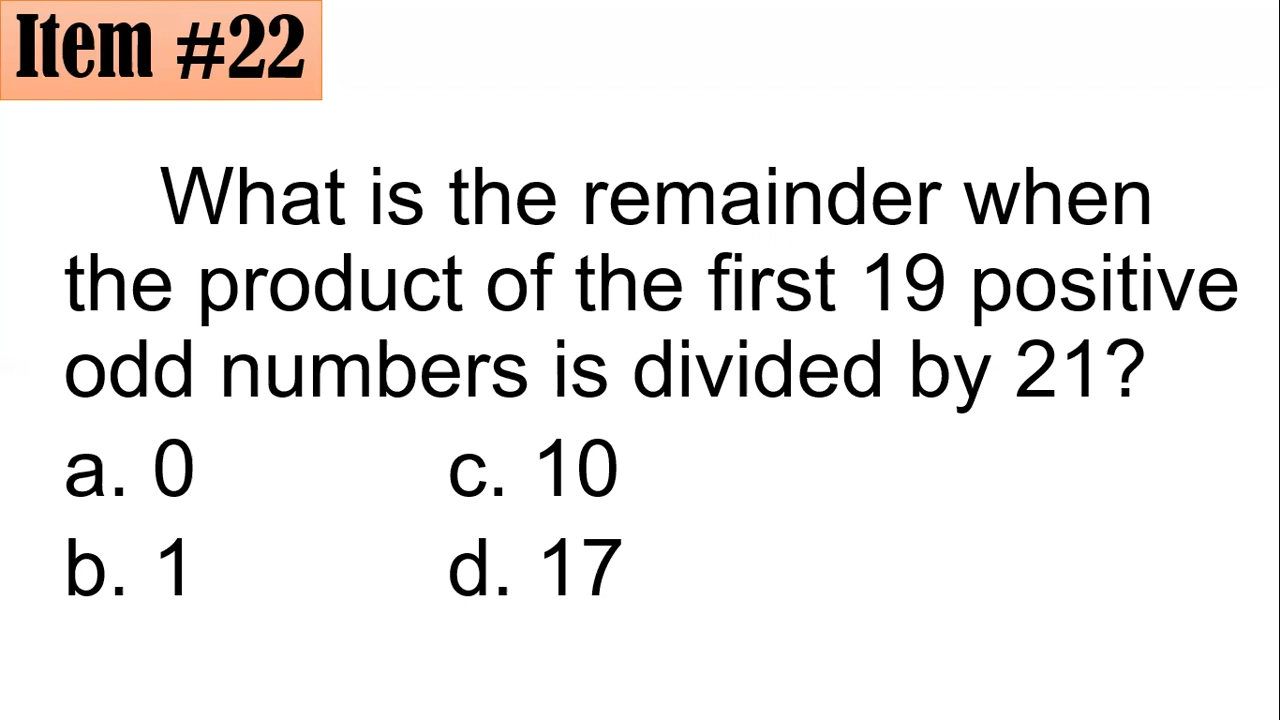 Item #22
What is the remainder when
the product of the first 19 positive
odd numbers is divided by 21?
a. 0 c. 10
b. 1 d. 17